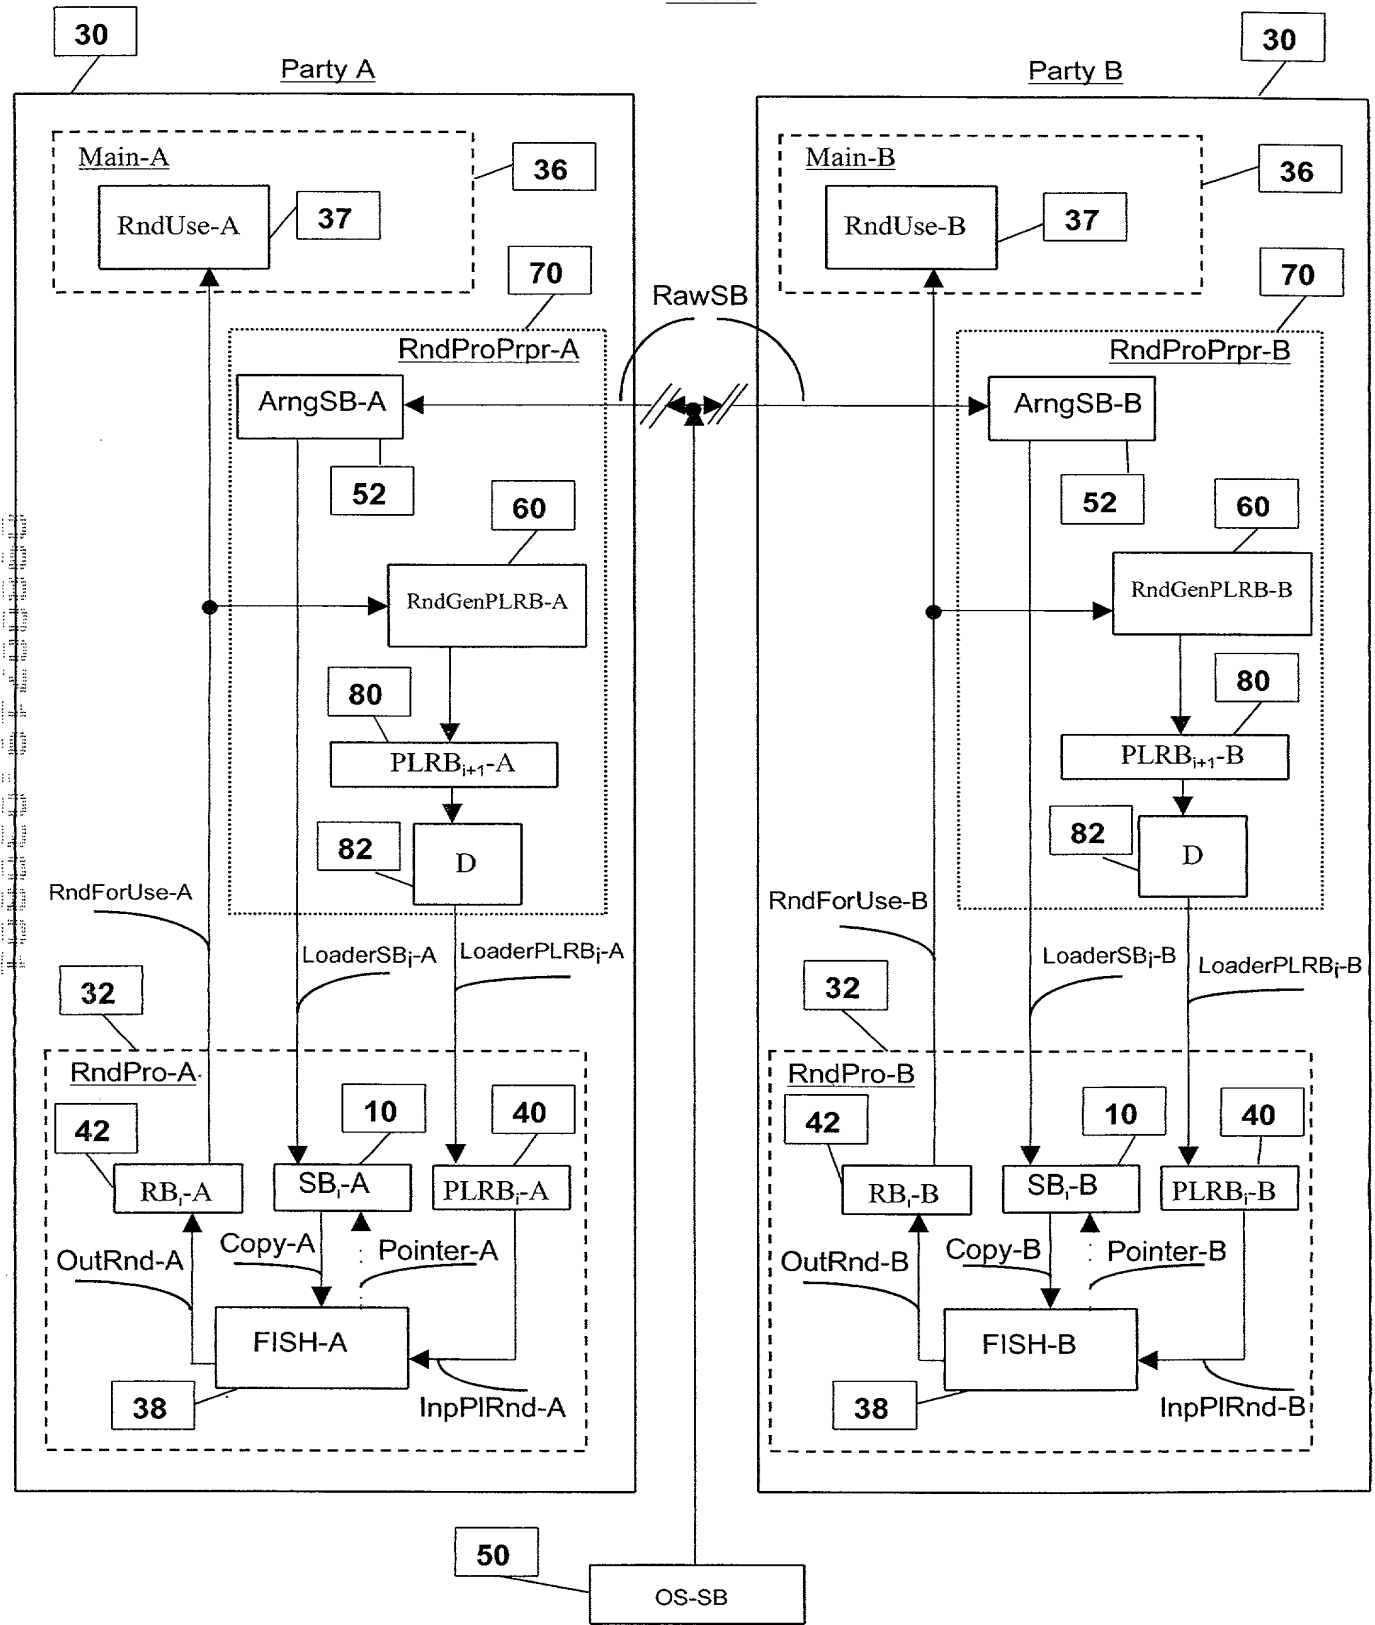 30
Party A
Main-A
36
RndUse-A
37
70
RndProPrpr-A
ArngSB-A
52
60
RndGenPLRB-A
80
PLRBi+1-A
82
D
RndForUse-A
LoaderSBi-A
LoaderPLRBi-A
32
RndPro-A
42
10
40
RBi-A
SBi-A
PLRBi-A
Copy-A
Pointer-A
OutRnd-A
FISH-A
38
InpPlRnd-A
RawSB
30
Party B
Main-B
36
RndUse-B
37
70
RndProPrpr-B
ArngSB-B
52
60
RndGenPLRB-B
80
PLRBi+1-B
82
D
RndForUse-B
LoaderSBi-B
LoaderPLRBi-B
32
RndPro-B
42
10
40
RBi-B
SBi-B
PLRBi-B
Copy-B
Pointer-B
OutRnd-B
FISH-B
38
InpPlRnd-B
50
OS-SB